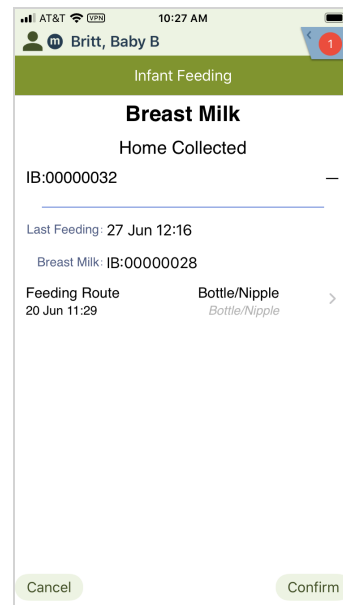 AT&T VPN 10:27 AM
m Britt, Baby B
1
Infant Feeding
Breast Milk
Home Collected
IB:00000032
Last Feeding: 27 Jun 12:16
Breast Milk: IB:00000028
Feeding Route Bottle/Nipple
20 Jun 11:29 Bottle/Nipple
Cancel Confirm